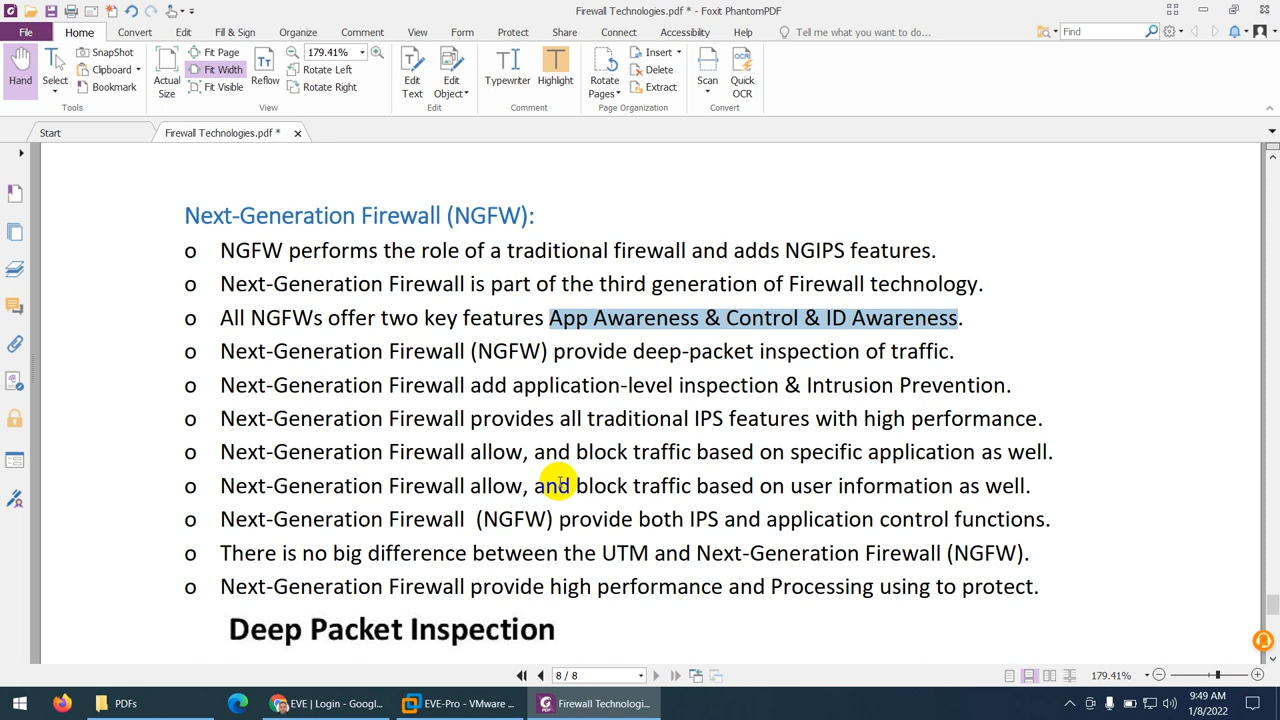 Firewall Technologies.pdf * - Foxit PhantomPDF
File Home Convert Edit Fill & Sign Organize Comment View Form Protect Share Connect Accessibility Help Tell me what you want to do.. Find
Hand
Select
SnapShot
Clipboard
Bookmark
Tools
Actual Size
Fit Page
Fit Width
Fit Visible
Reflow
179.41%
Rotate Left
Rotate Right
View
Edit Text
Edit Object
Edit
Typewriter
Highlight
Comment
Rotate Pages
Insert
Delete
Extract
Page Organization
Scan
Quick OCR
Convert
Start Firewall Technologies.pdf *
Next-Generation Firewall (NGFW):
o NGFW performs the role of a traditional firewall and adds NGIPS features.
o Next-Generation Firewall is part of the third generation of Firewall technology.
o All NGFWs offer two key features App Awareness & Control & ID Awareness.
o Next-Generation Firewall (NGFW) provide deep-packet inspection of traffic.
o Next-Generation Firewall add application-level inspection & Intrusion Prevention.
o Next-Generation Firewall provides all traditional IPS features with high performance.
o Next-Generation Firewall allow, and block traffic based on specific application as well.
o Next-Generation Firewall allow, and block traffic based on user information as well.
o Next-Generation Firewall (NGFW) provide both IPS and application control functions.
o There is no big difference between the UTM and Next-Generation Firewall (NGFW).
o Next-Generation Firewall provide high performance and Processing using to protect.
Deep Packet Inspection
8 / 8 179.41%
PDFs EVE | Login - Googl... EVE-Pro - VMware ... Firewall Technologi... 9:49 AM
1/8/2022